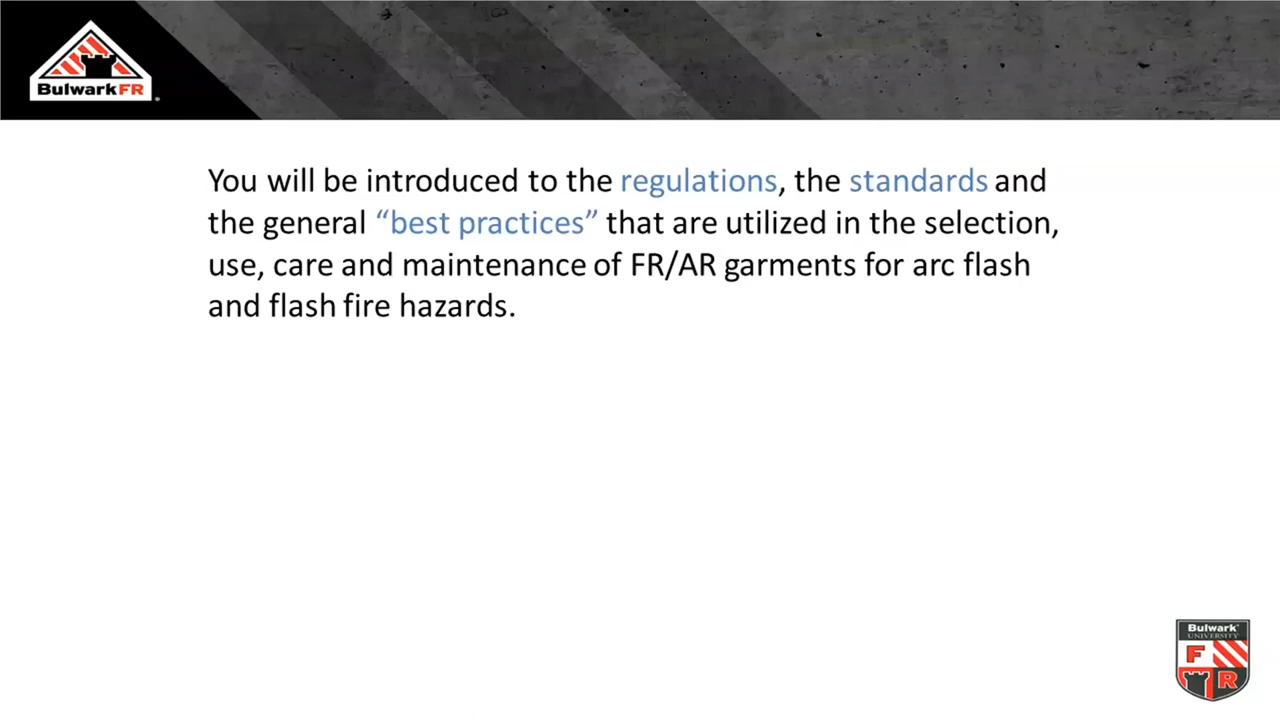 BulwarkFR
You will be introduced to the regulations, the standards and
the general “best practices” that are utilized in the selection,
use, care and maintenance of FR/AR garments for arc flash
and flash fire hazards.
Bulwark
UNIVERSITY
F
R